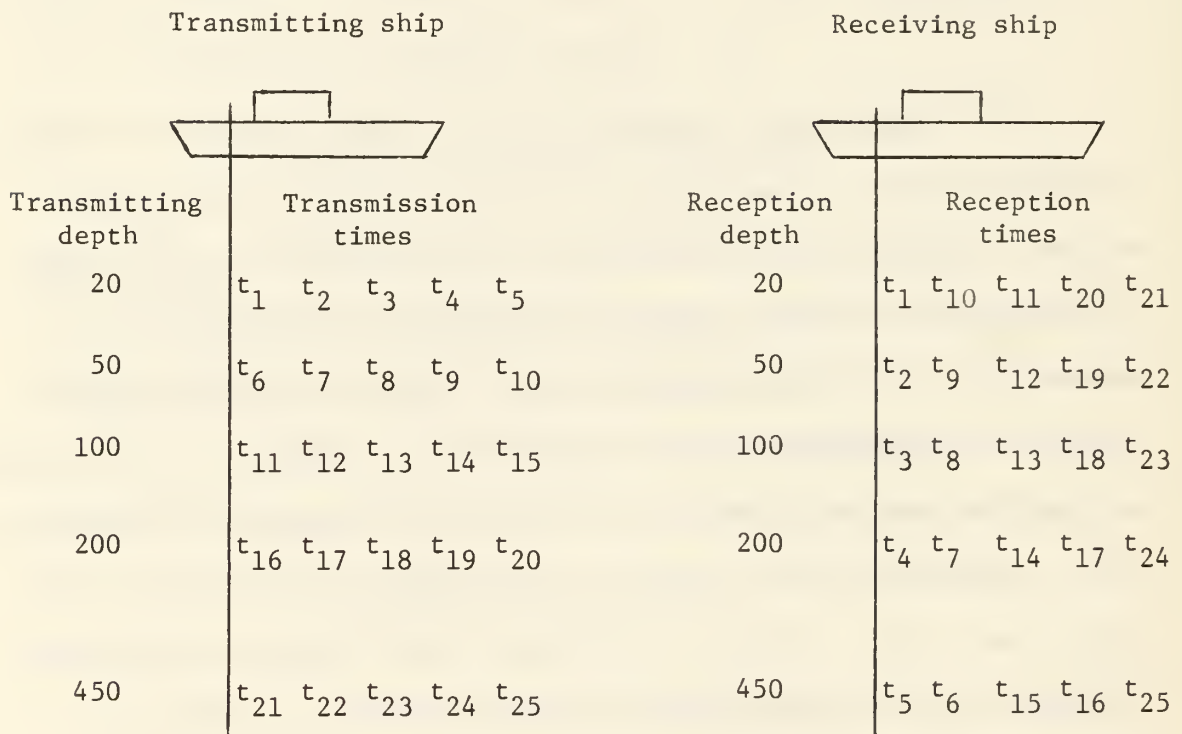 Transmitting ship Receiving ship
Transmitting depth Transmission times Reception depth Reception times
20 t1 t2 t3 t4 t5 20 t1 t10 t11 t20 t21
50 t6 t7 t8 t9 t10 50 t2 t9 t12 t19 t22
100 t11 t12 t13 t14 t15 100 t3 t8 t13 t18 t23
200 t16 t17 t18 t19 t20 200 t4 t7 t14 t17 t24
450 t21 t22 t23 t24 t25 450 t5 t6 t15 t16 t25